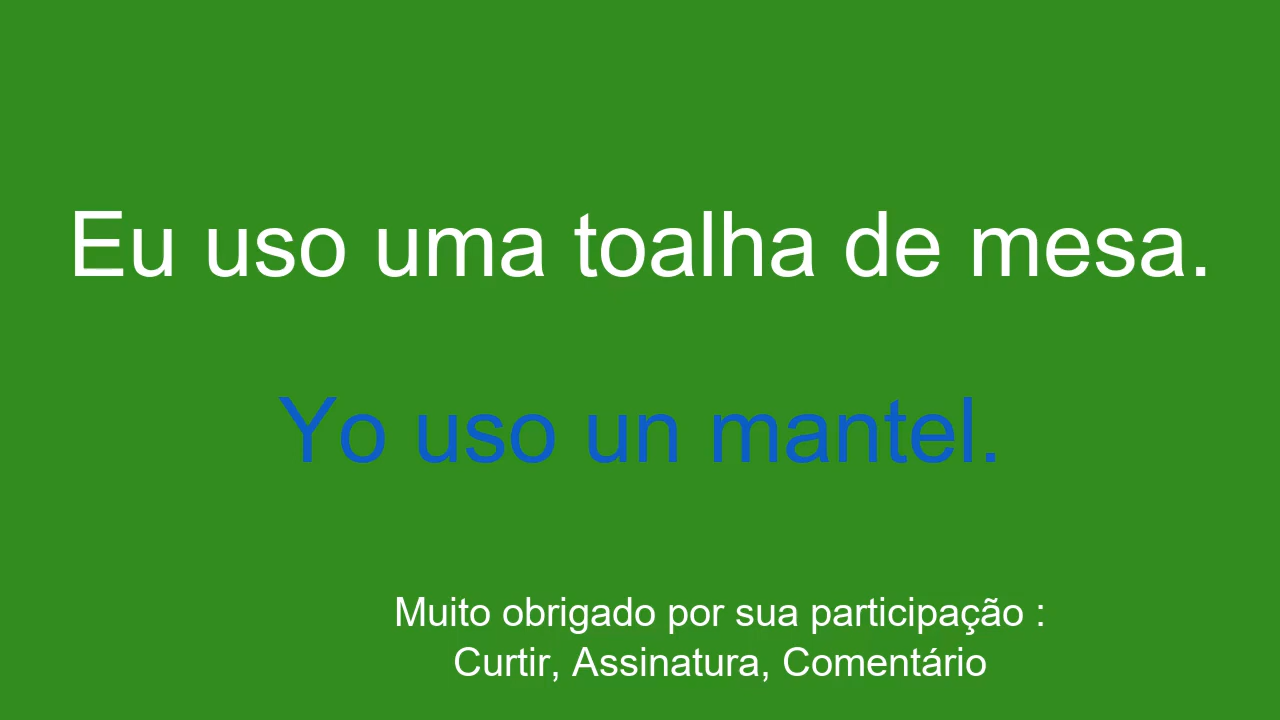 Eu uso uma toalha de mesa.
Yo uso un mantel.
Muito obrigado por sua participação :
Curtir, Assinatura, Comentário